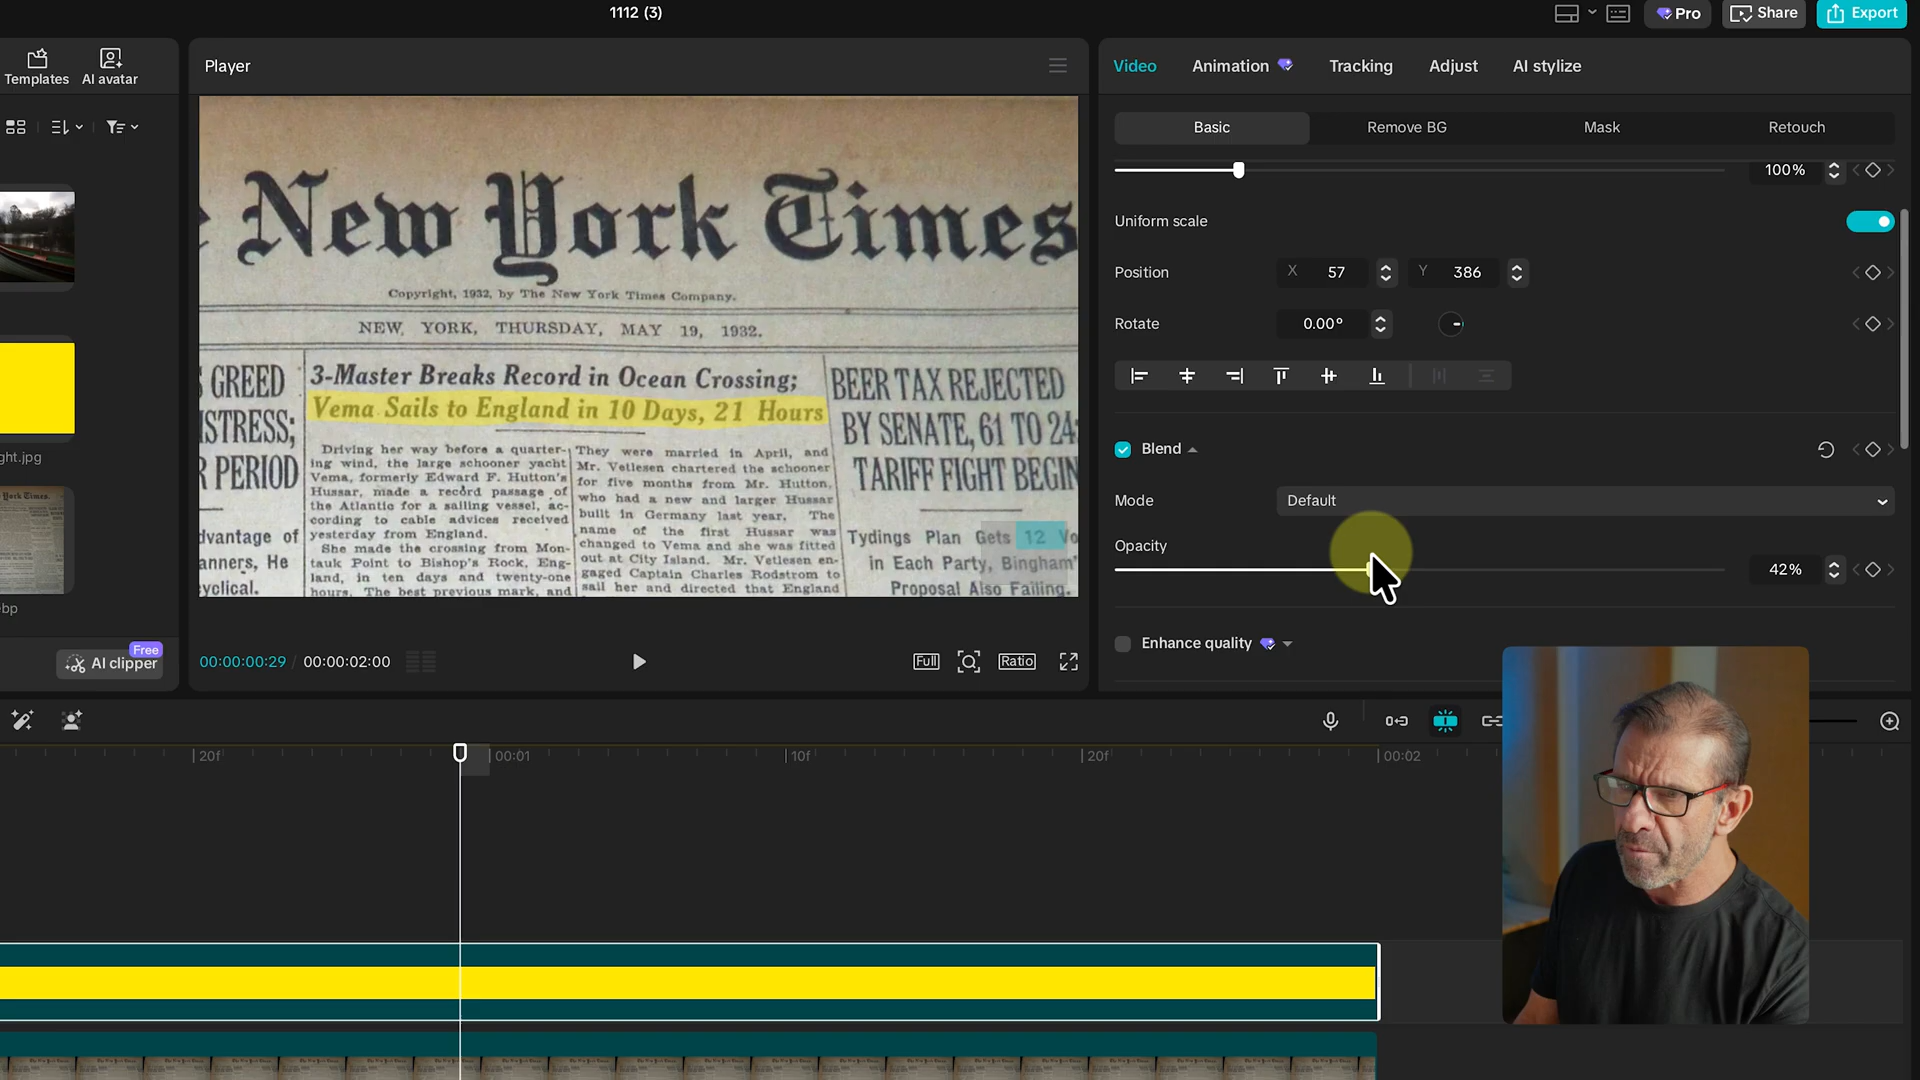 1112 (3)
Pro
Share
Export
Templates
AI avatar
Player
Video
Animation
Tracking
Adjust
AI stylize
Basic
Remove BG
Mask
Retouch
100%
Uniform scale
Position
X 57
Y 386
Rotate
0.00°
Blend
Mode
Default
Opacity
42%
Enhance quality
New York Times
Copyright, 1932, by The New York Times Company.
NEW YORK, THURSDAY, MAY 19, 1932.
GREED
ISTRESS;
R PERIOD
dvantage of
anners, He
cyclical.
3-Master Breaks Record in Ocean Crossing;
Vema Sails to England in 10 Days, 21 Hours
Driving her way before a quarter-
ing wind, the large schooner yacht
Vema, formerly Edward F. Hutton's
Hussar, made a record passage of
the Atlantic for a sailing vessel, ac-
cording to cable advices received
yesterday from England.
She made the crossing from Mon-
tauk Point to Bishop's Rock, Eng-
land, in ten days and twenty-one
hours. The best previous mark, and
They were married in April, and
Mr. Vetlesen chartered the schooner
for five months from Mr. Hutton,
who had a new and larger Hussar
built in Germany last year. The
name of the first Hussar was
changed to Vema and she was fitted
out at City Island. Mr. Vetlesen en-
gaged Captain Charles Rodstrom to
sail her and directed that England
BEER TAX REJECTED
BY SENATE, 61 TO 24
TARIFF FIGHT BEGIN
Tydings Plan Gets 12 Vo
in Each Party, Bingham'
Proposal Also Failing.
ght.jpg
York Times.
bp
Free
AI clipper
00:00:00:29 / 00:00:02:00
Full
Ratio
20f
00:01
10f
20f
00:02